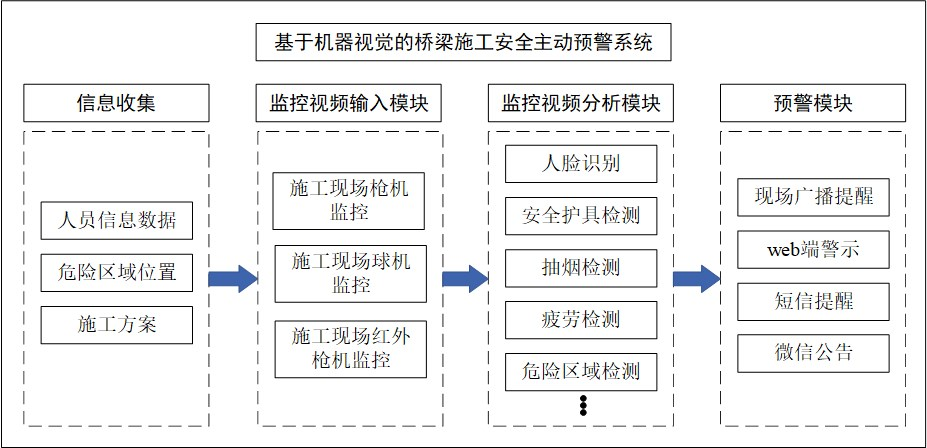 基于机器视觉的桥梁施工安全主动预警系统
信息收集
人员信息数据
危险区域位置
施工方案
监控视频输入模块
施工现场枪机
监控
施工现场球机
监控
施工现场红外
枪机监控
监控视频分析模块
人脸识别
安全护具检测
抽烟检测
疲劳检测
危险区域检测
预警模块
现场广播提醒
web端警示
短信提醒
微信公告